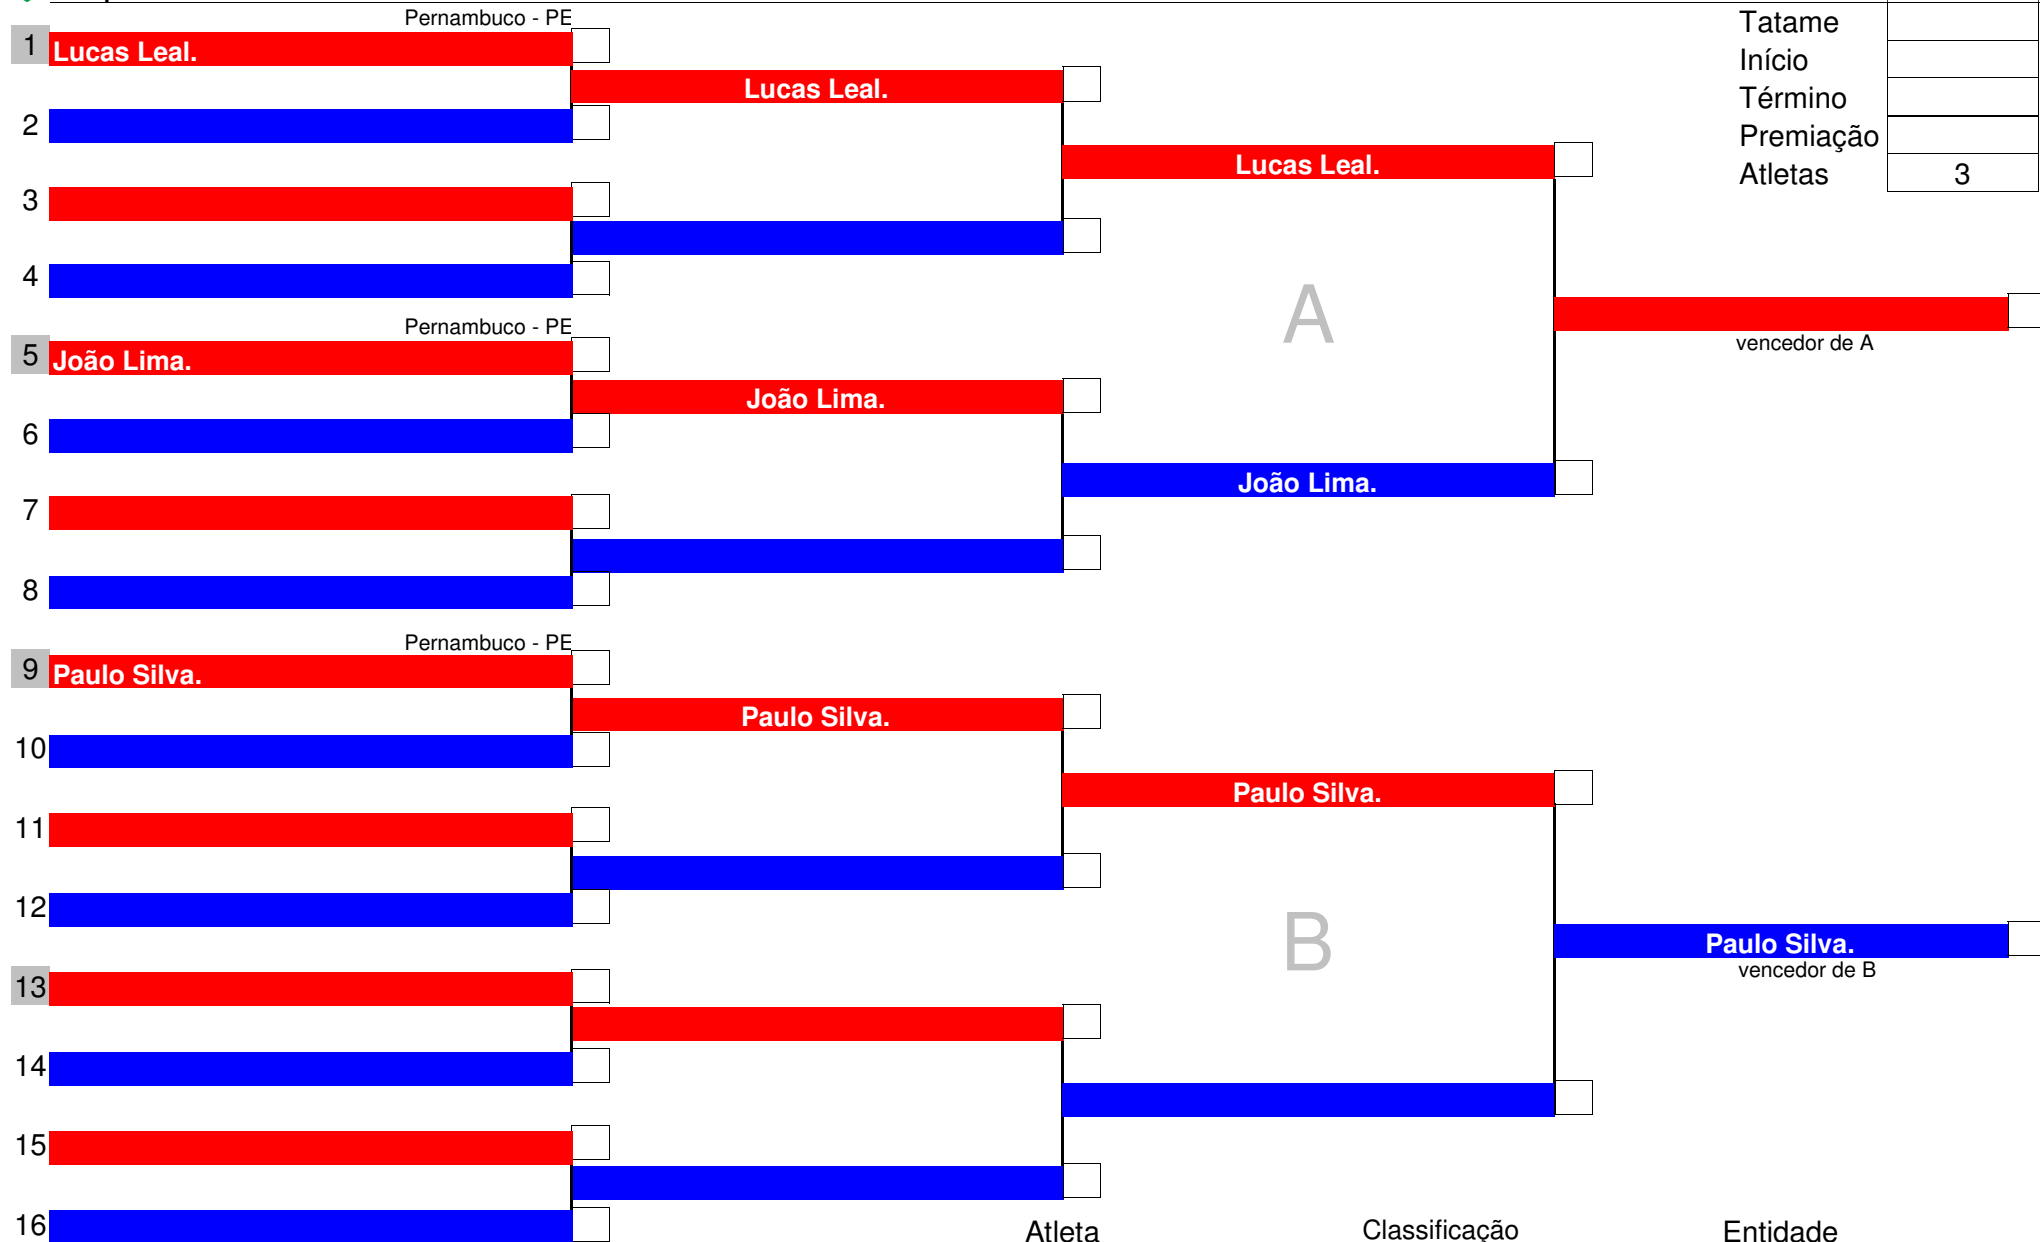 Pernambuco - PE
Tatame
1 Lucas Leal.
Início
Lucas Leal.
Término
2
Premiação
Lucas Leal.
Atletas 3
3
4
A
Pernambuco - PE
vencedor de A
5 João Lima.
João Lima.
6
João Lima.
7
8
Pernambuco - PE
9 Paulo Silva.
Paulo Silva.
10
Paulo Silva.
11
12
B
Paulo Silva.
vencedor de B
13
14
15
16
Atleta Classificação Entidade